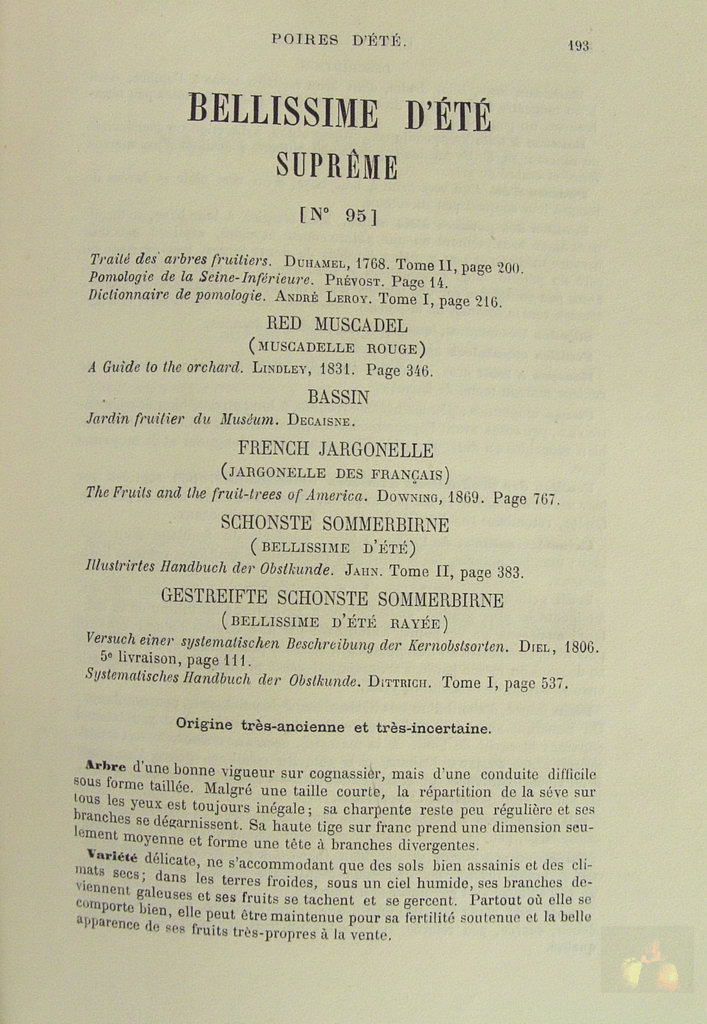 POIRES D'ÉTÉ.
193
BELLISSIME D'ÉTÉ
SUPRÊME
[N° 95]
Traité des arbres fruitiers. DUHAMEL, 1768. Tome II, page 200.
Pomologie de la Seine-Inférieure. PRÉVOST. Page 14.
Dictionnaire de pomologie. ANDRÉ LEROY. Tome I, page 216.
RED MUSCADEL
(MUSCADELLE ROUGE)
A Guide to the orchard. LINDLEY, 1831. Page 346.
BASSIN
Jardin fruitier du Muséum. DECAISNE.
FRENCH JARGONELLE
(JARGONELLE DES FRANÇAIS)
The Fruits and the fruit-trees of America. DOWNING, 1869. Page 767.
SCHONSTE SOMMERBIRNE
(BELLISSIME D'ÉTÉ)
Illustrirtes Handbuch der Obstkunde. JAHN. Tome II, page 383.
GESTREIFTE SCHONSTE SOMMERBIRNE
(BELLISSIME D'ÉTÉ RAYÉE)
Versuch einer systematischen Beschreibung der Kernobstsorten. DIEL, 1806.
5e livraison, page 111.
Systematisches Handbuch der Obstkunde. DITTRICH. Tome I, page 537.
Origine très-ancienne et très-incertaine.
Arbre d'une bonne vigueur sur cognassier, mais d'une conduite difficile
sous forme taillée. Malgré une taille courte, la répartition de la séve sur
tous les yeux est toujours inégale; sa charpente reste peu régulière et ses
branches se dégarnissent. Sa haute tige sur franc prend une dimension seu-
lement moyenne et forme une tête à branches divergentes.
Variété délicate, ne s'accommodant que des sols bien assainis et des cli-
mats secs; dans les terres froides, sous un ciel humide, ses branches de-
viennent galeuses et ses fruits se tachent et se gercent. Partout où elle se
comporte bien, elle peut être maintenue pour sa fertilité soutenue et la belle
apparence de ses fruits très-propres à la vente.